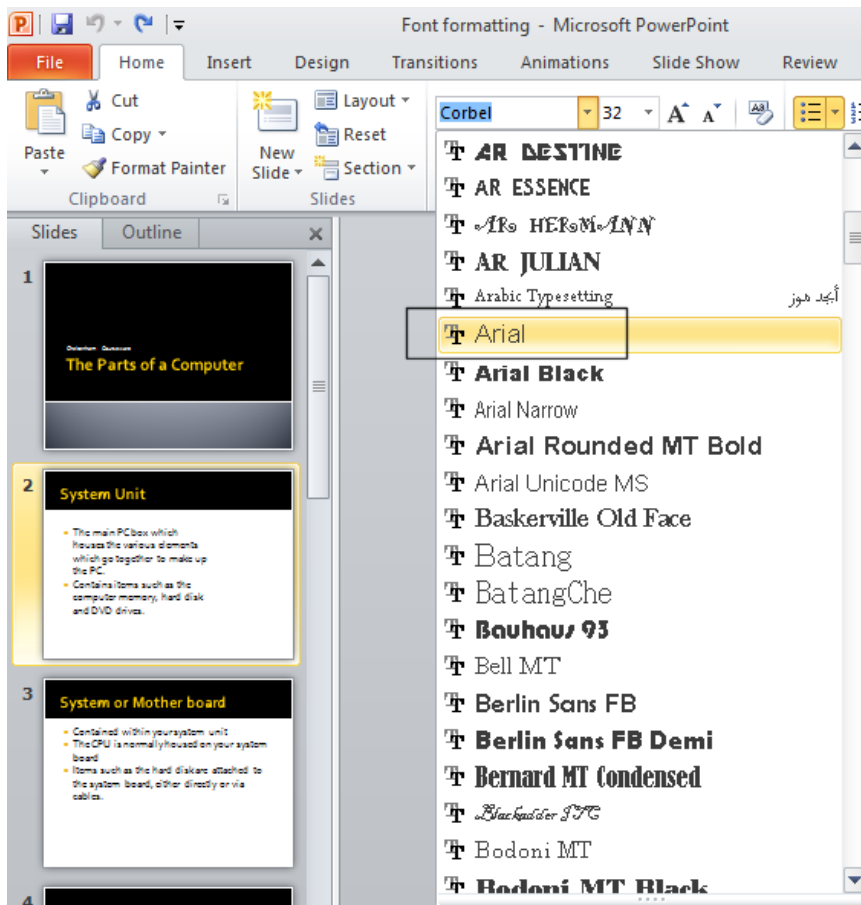 Font formatting - Microsoft PowerPoint
File Home Insert Design Transitions Animations Slide Show Review
Paste
Cut
Copy
Format Painter
Clipboard
New
Slide
Layout
Reset
Section
Slides
Corbel 32
Slides Outline
1
The Parts of a Computer
2
System Unit
The main PC box which
houses the various elements
which go together to make up
the PC.
Contains items such as the
computer memory, hard disk
and DVD drives.
3
System or Mother board
Contained within your system unit
The CPU is normally housed on your system
board
Items such as the hard disk are attached to
the system board, either directly or via
cables.
4
AR DESTINE
AR ESSENCE
AR HERMANN
AR JULIAN
Arabic Typesetting أبجد هوز
Arial
Arial Black
Arial Narrow
Arial Rounded MT Bold
Arial Unicode MS
Baskerville Old Face
Batang
BatangChe
Bauhaus 93
Bell MT
Berlin Sans FB
Berlin Sans FB Demi
Bernard MT Condensed
Blackadder ITC
Bodoni MT
Bodoni MT Black